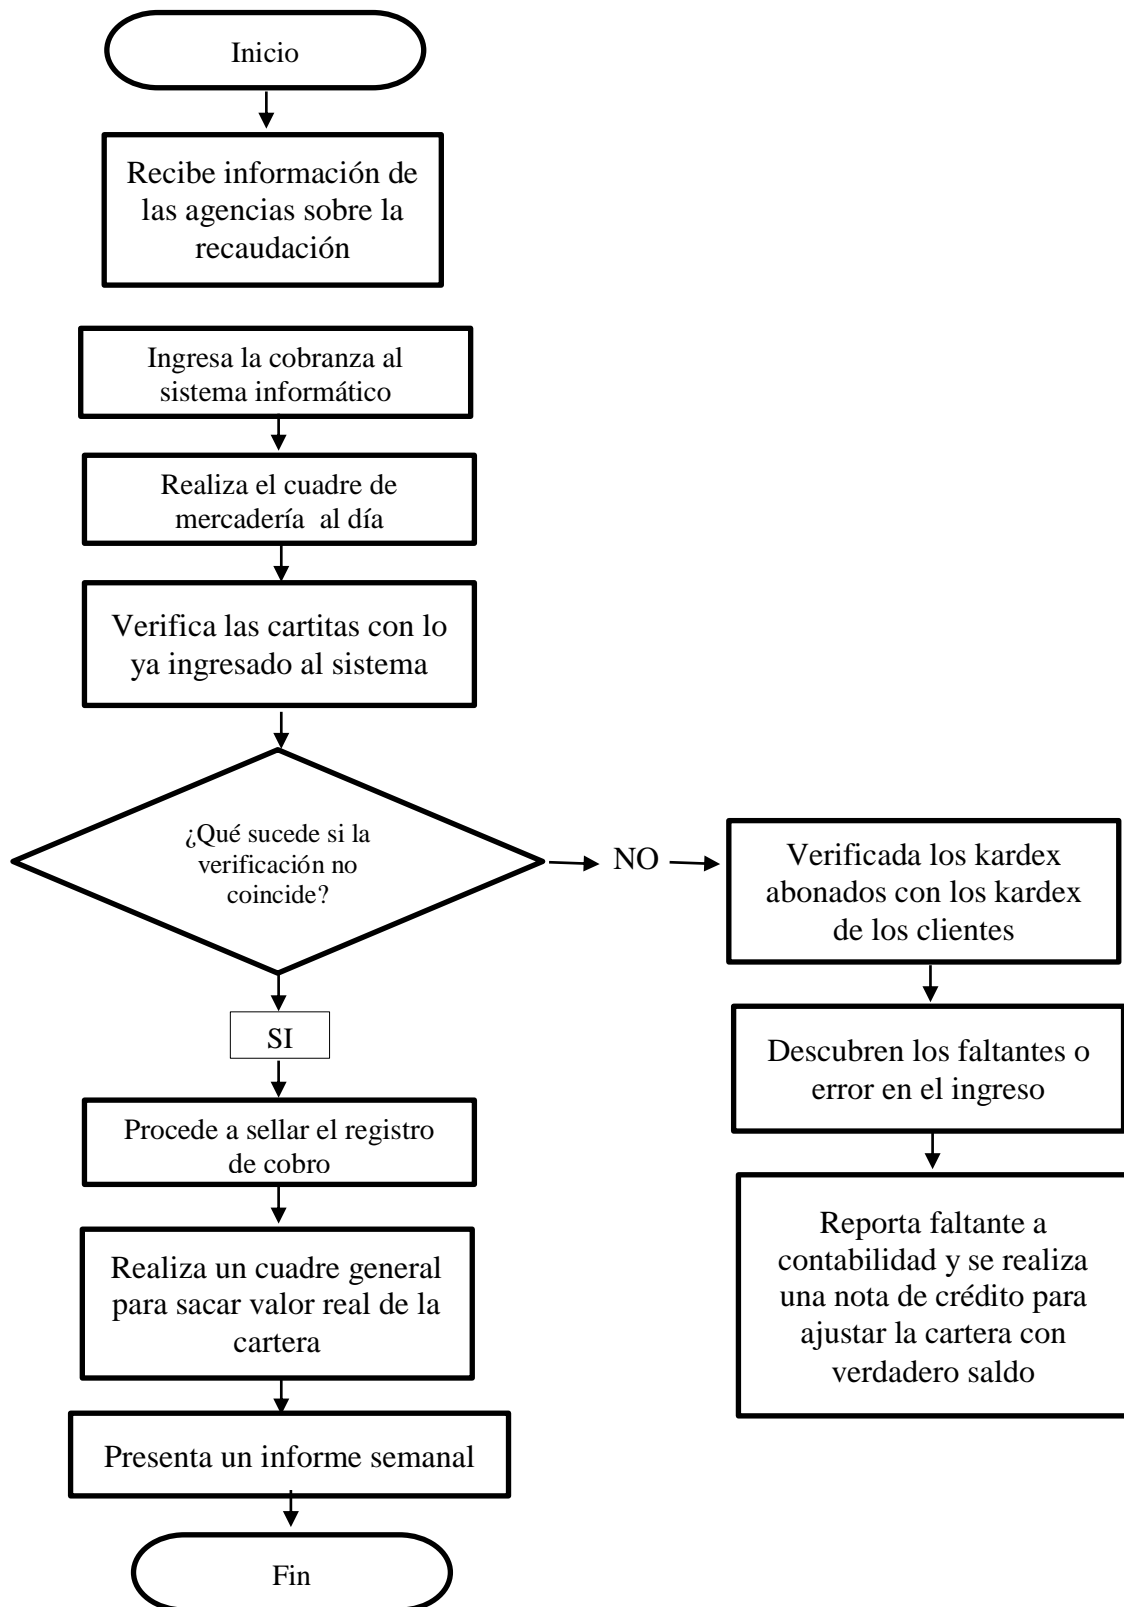 Inicio
Recibe información de
las agencias sobre la
recaudación
Ingresa la cobranza al
sistema informático
Realiza el cuadre de
mercadería  al día
Verifica las cartitas con lo
ya ingresado al sistema
¿Qué sucede si la
verificación no
coincide?
NO
Verificada los kardex
abonados con los kardex
de los clientes
Descubren los faltantes o
error en el ingreso
Reporta faltante a
contabilidad y se realiza
una nota de crédito para
ajustar la cartera con
verdadero saldo
SI
Procede a sellar el registro
de cobro
Realiza un cuadre general
para sacar valor real de la
cartera
Presenta un informe semanal
Fin